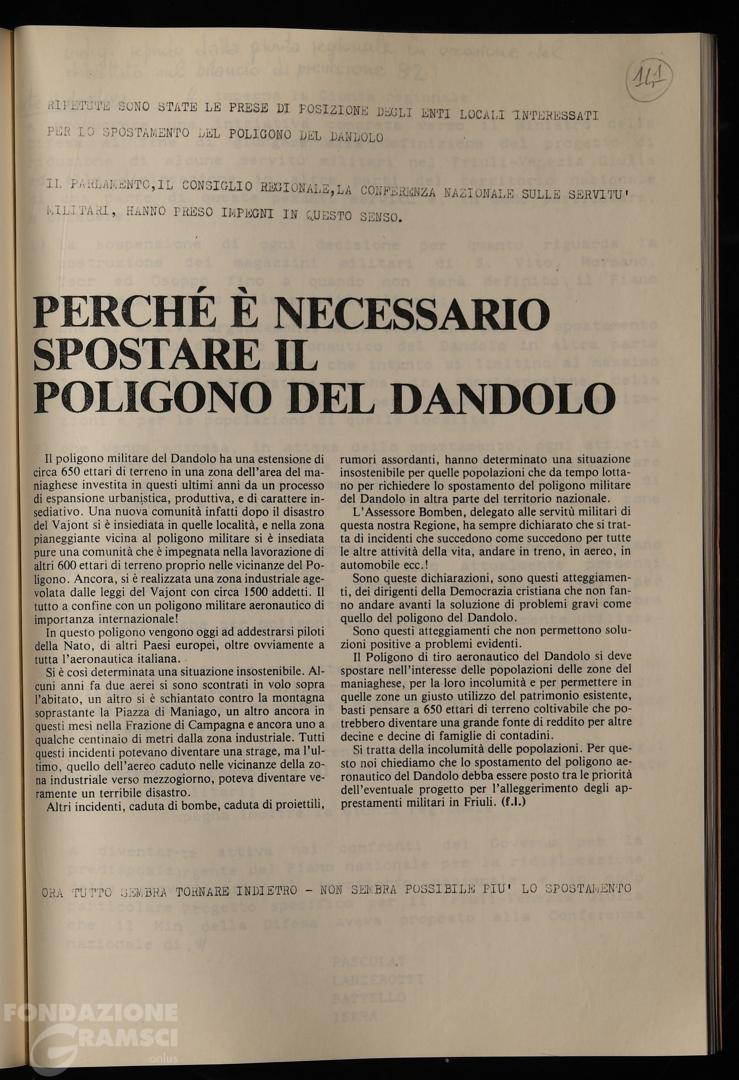 141
RIPETUTE SONO STATE LE PRESE DI POSIZIONE DEGLI ENTI LOCALI INTERESSATI
PER LO SPOSTAMENTO DEL POLIGONO DEL DANDOLO
IL PARLAMENTO,IL CONSIGLIO REGIONALE,LA CONFERENZA NAZIONALE SULLE SERVITU'
MILITARI, HANNO PRESO IMPEGNI IN QUESTO SENSO.
PERCHÉ È NECESSARIO
SPOSTARE IL
POLIGONO DEL DANDOLO
Il poligono militare del Dandolo ha una estensione di
circa 650 ettari di terreno in una zona dell'area del ma-
niaghese investita in questi ultimi anni da un processo
di espansione urbanistica, produttiva, e di carattere in-
sediativo. Una nuova comunità infatti dopo il disastro
del Vajont si è insediata in quelle località, e nella zona
pianeggiante vicina al poligono militare si è insediata
pure una comunità che è impegnata nella lavorazione di
altri 600 ettari di terreno proprio nelle vicinanze del Po-
ligono. Ancora, si è realizzata una zona industriale age-
volata dalle leggi del Vajont con circa 1500 addetti. Il
tutto a confine con un poligono militare aeronautico di
importanza internazionale!
In questo poligono vengono oggi ad addestrarsi piloti
della Nato, di altri Paesi europei, oltre ovviamente a
tutta l'aeronautica italiana.
Si è così determinata una situazione insostenibile. Al-
cuni anni fa due aerei si sono scontrati in volo sopra
l'abitato, un altro si è schiantato contro la montagna
soprastante la Piazza di Maniago, un altro ancora in
questi mesi nella Frazione di Campagna e ancora uno a
qualche centinaio di metri dalla zona industriale. Tutti
questi incidenti potevano diventare una strage, ma l'ul-
timo, quello dell'aereo caduto nelle vicinanze della zo-
na industriale verso mezzogiorno, poteva diventare ve-
ramente un terribile disastro.
Altri incidenti, caduta di bombe, caduta di proiettili,
rumori assordanti, hanno determinato una situazione
insostenibile per quelle popolazioni che da tempo lotta-
no per richiedere lo spostamento del poligono militare
del Dandolo in altra parte del territorio nazionale.
L'Assessore Bomben, delegato alle servitù militari di
questa nostra Regione, ha sempre dichiarato che si trat-
ta di incidenti che succedono come succedono per tutte
le altre attività della vita, andare in treno, in aereo, in
automobile ecc.!
Sono queste dichiarazioni, sono questi atteggiamen-
ti, dei dirigenti della Democrazia cristiana che non fan-
no andare avanti la soluzione di problemi gravi come
quello del poligono del Dandolo.
Sono questi atteggiamenti che non permettono solu-
zioni positive a problemi evidenti.
Il Poligono di tiro aeronautico del Dandolo si deve
spostare nell'interesse delle popolazioni delle zone del
maniaghese, per la loro incolumità e per permettere in
quelle zone un giusto utilizzo del patrimonio esistente,
basti pensare a 650 ettari di terreno coltivabile che po-
trebbero diventare una grande fonte di reddito per altre
decine e decine di famiglie di contadini.
Si tratta della incolumità delle popolazioni. Per que-
sto noi chiediamo che lo spostamento del poligono ae-
ronautico del Dandolo debba essere posto tra le priorità
dell'eventuale progetto per l'alleggerimento degli ap-
prestamenti militari in Friuli. (f.l.)
ORA TUTTO SEMBRA TORNARE INDIETRO - NON SEMBRA POSSIBILE PIU' LO SPOSTAMENTO
FONDAZIONE
GRAMSCI
onlus